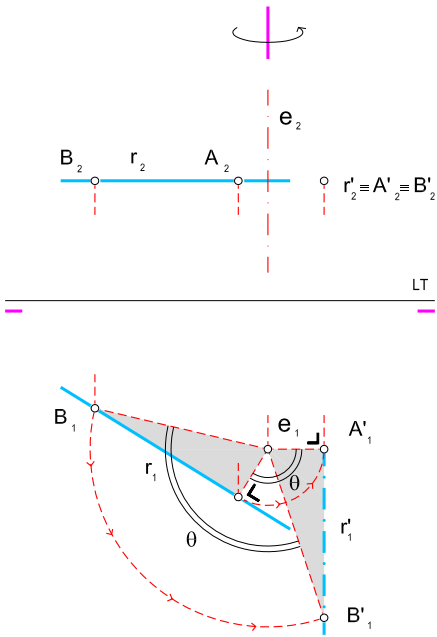 e₂
B₂ r₂ A₂
r'₂≡A'₂≡B'₂
LT
B₁ e₁ A'₁
r₁ θ
θ r'₁
B'₁